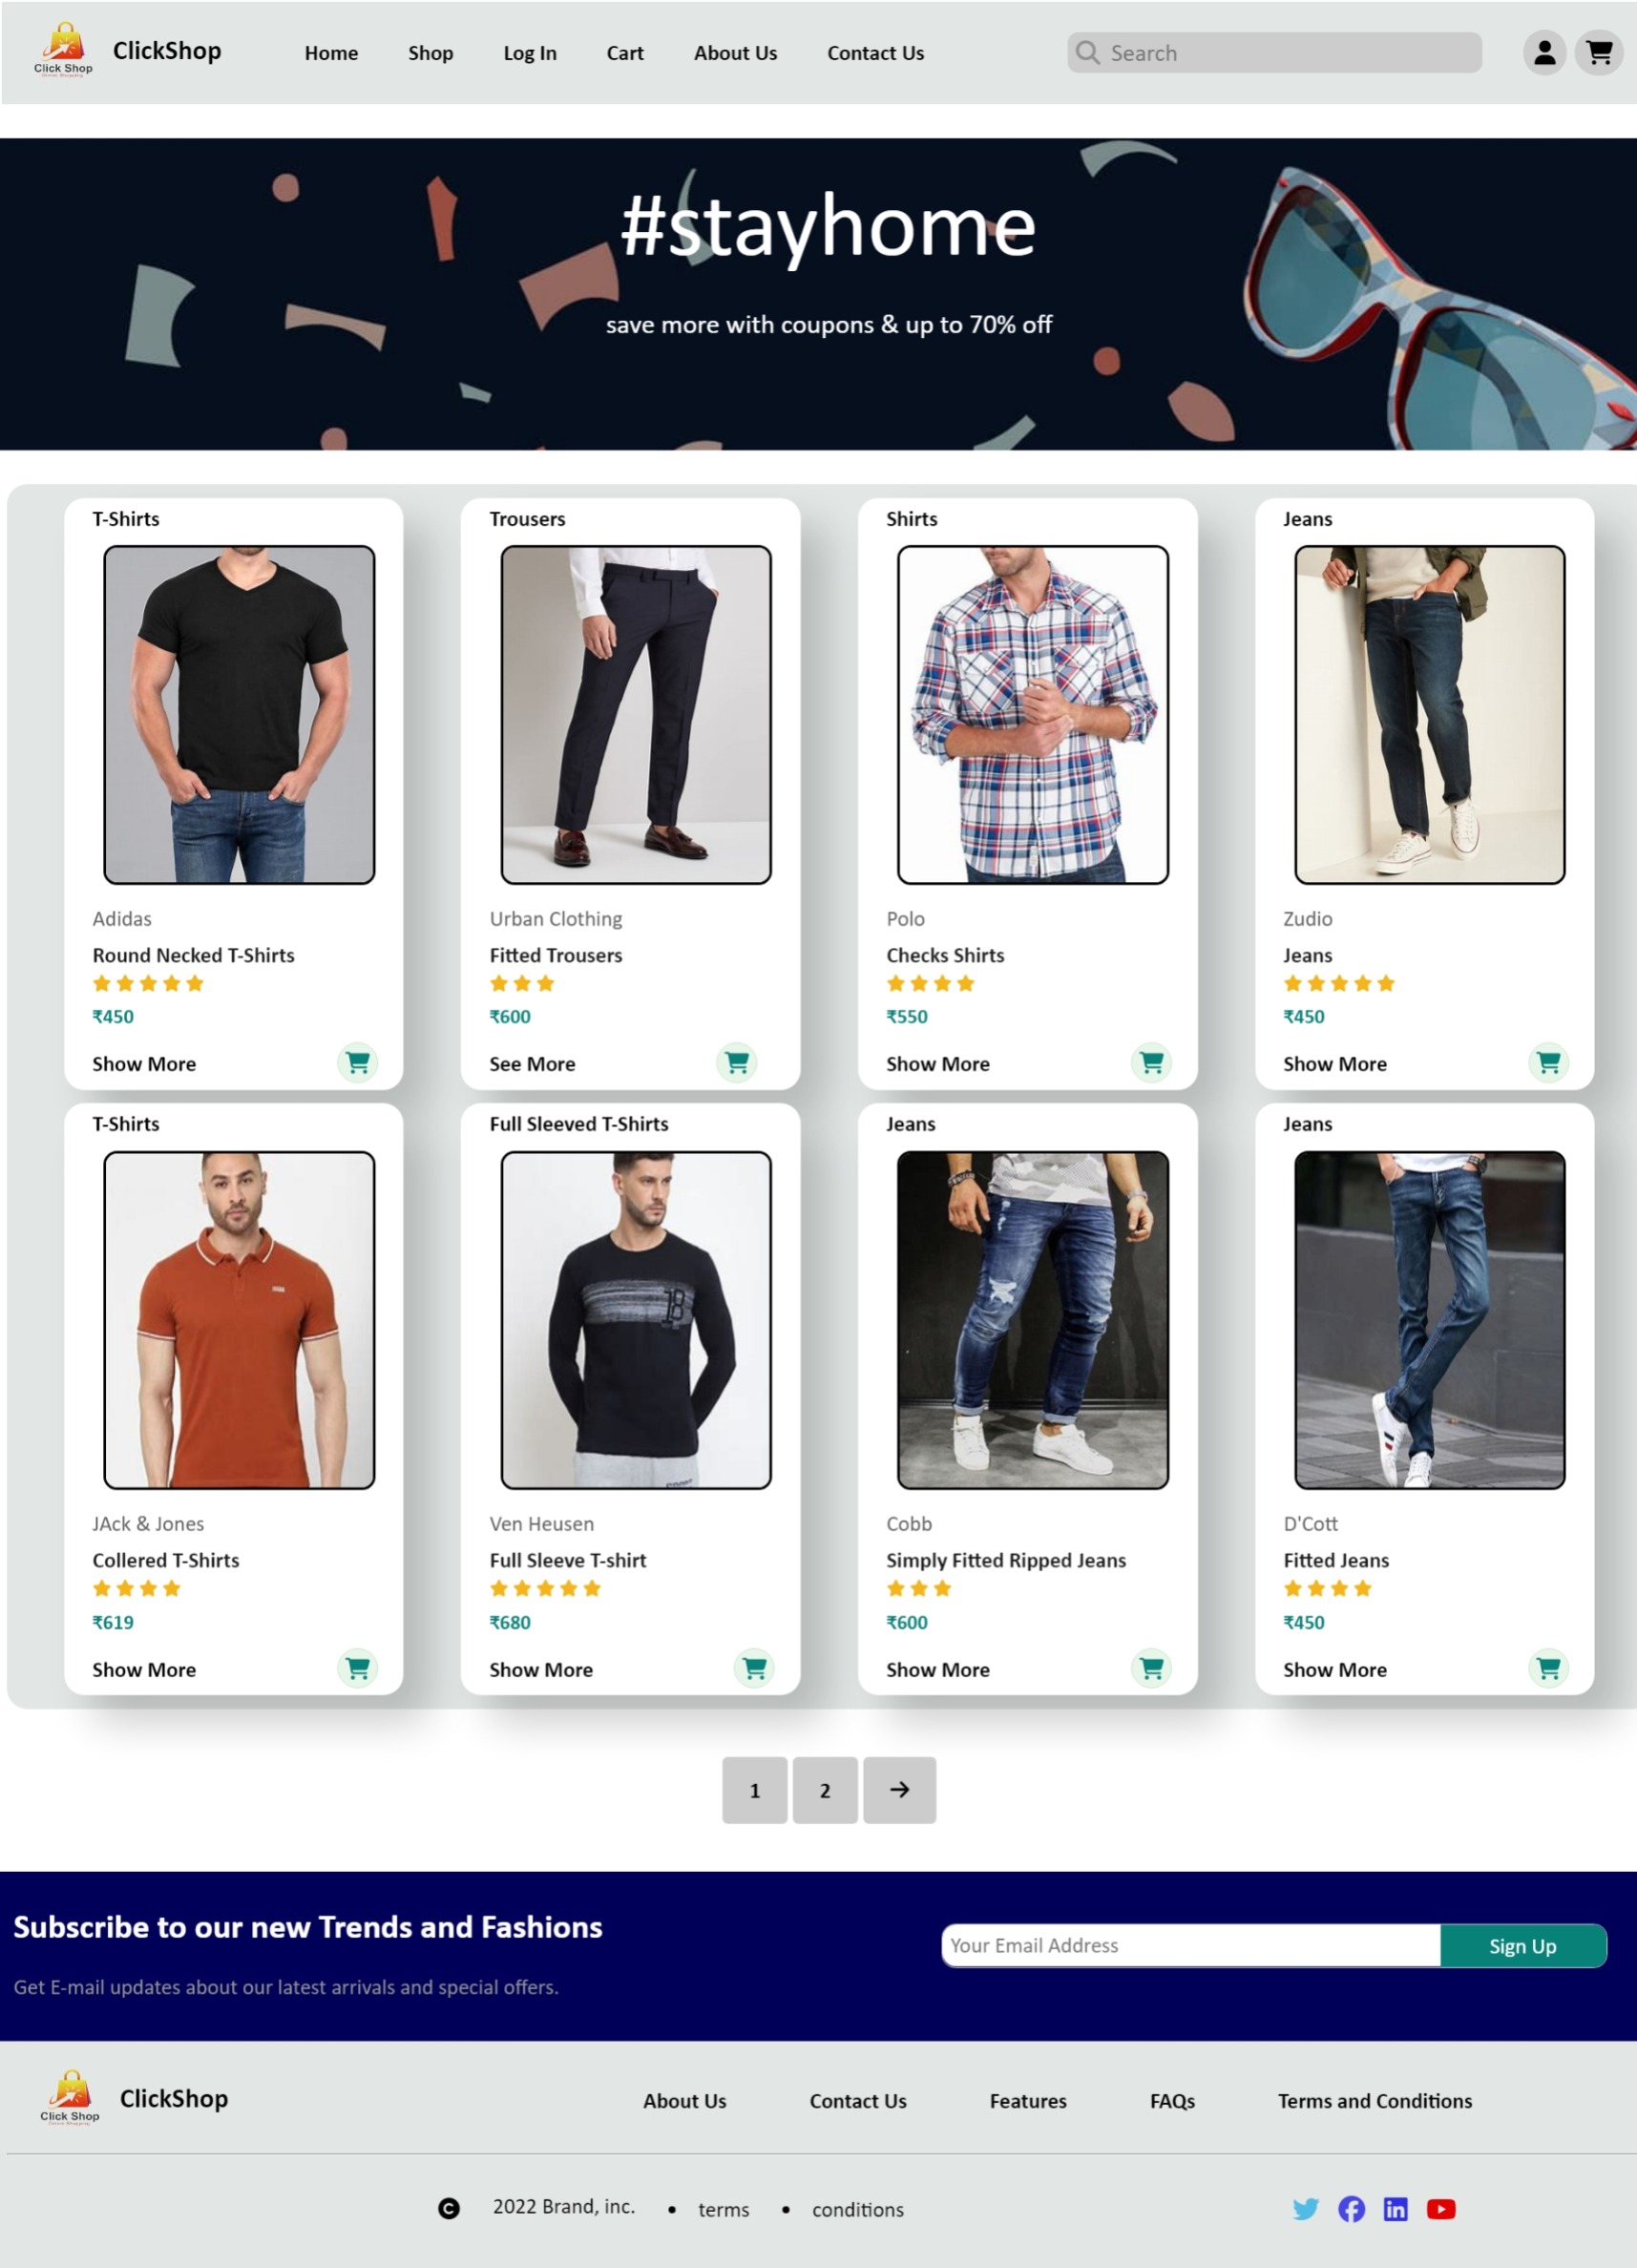 Click Shop
ClickShop
Home
Shop
Log In
Cart
About Us
Contact Us
Search
#stayhome
save more with coupons & up to 70% off
T-Shirts
Adidas
Round Necked T-Shirts
₹450
Show More
Trousers
Urban Clothing
Fitted Trousers
₹600
See More
Shirts
Polo
Checks Shirts
₹550
Show More
Jeans
Zudio
Jeans
₹450
Show More
T-Shirts
JAck & Jones
Collered T-Shirts
₹619
Show More
Full Sleeved T-Shirts
18
Ven Heusen
Full Sleeve T-shirt
₹680
Show More
Jeans
Cobb
Simply Fitted Ripped Jeans
₹600
Show More
Jeans
D'Cott
Fitted Jeans
₹450
Show More
1
2
Subscribe to our new Trends and Fashions
Get E-mail updates about our latest arrivals and special offers.
Your Email Address
Sign Up
Click Shop
ClickShop
About Us
Contact Us
Features
FAQs
Terms and Conditions
2022 Brand, inc.
terms
conditions